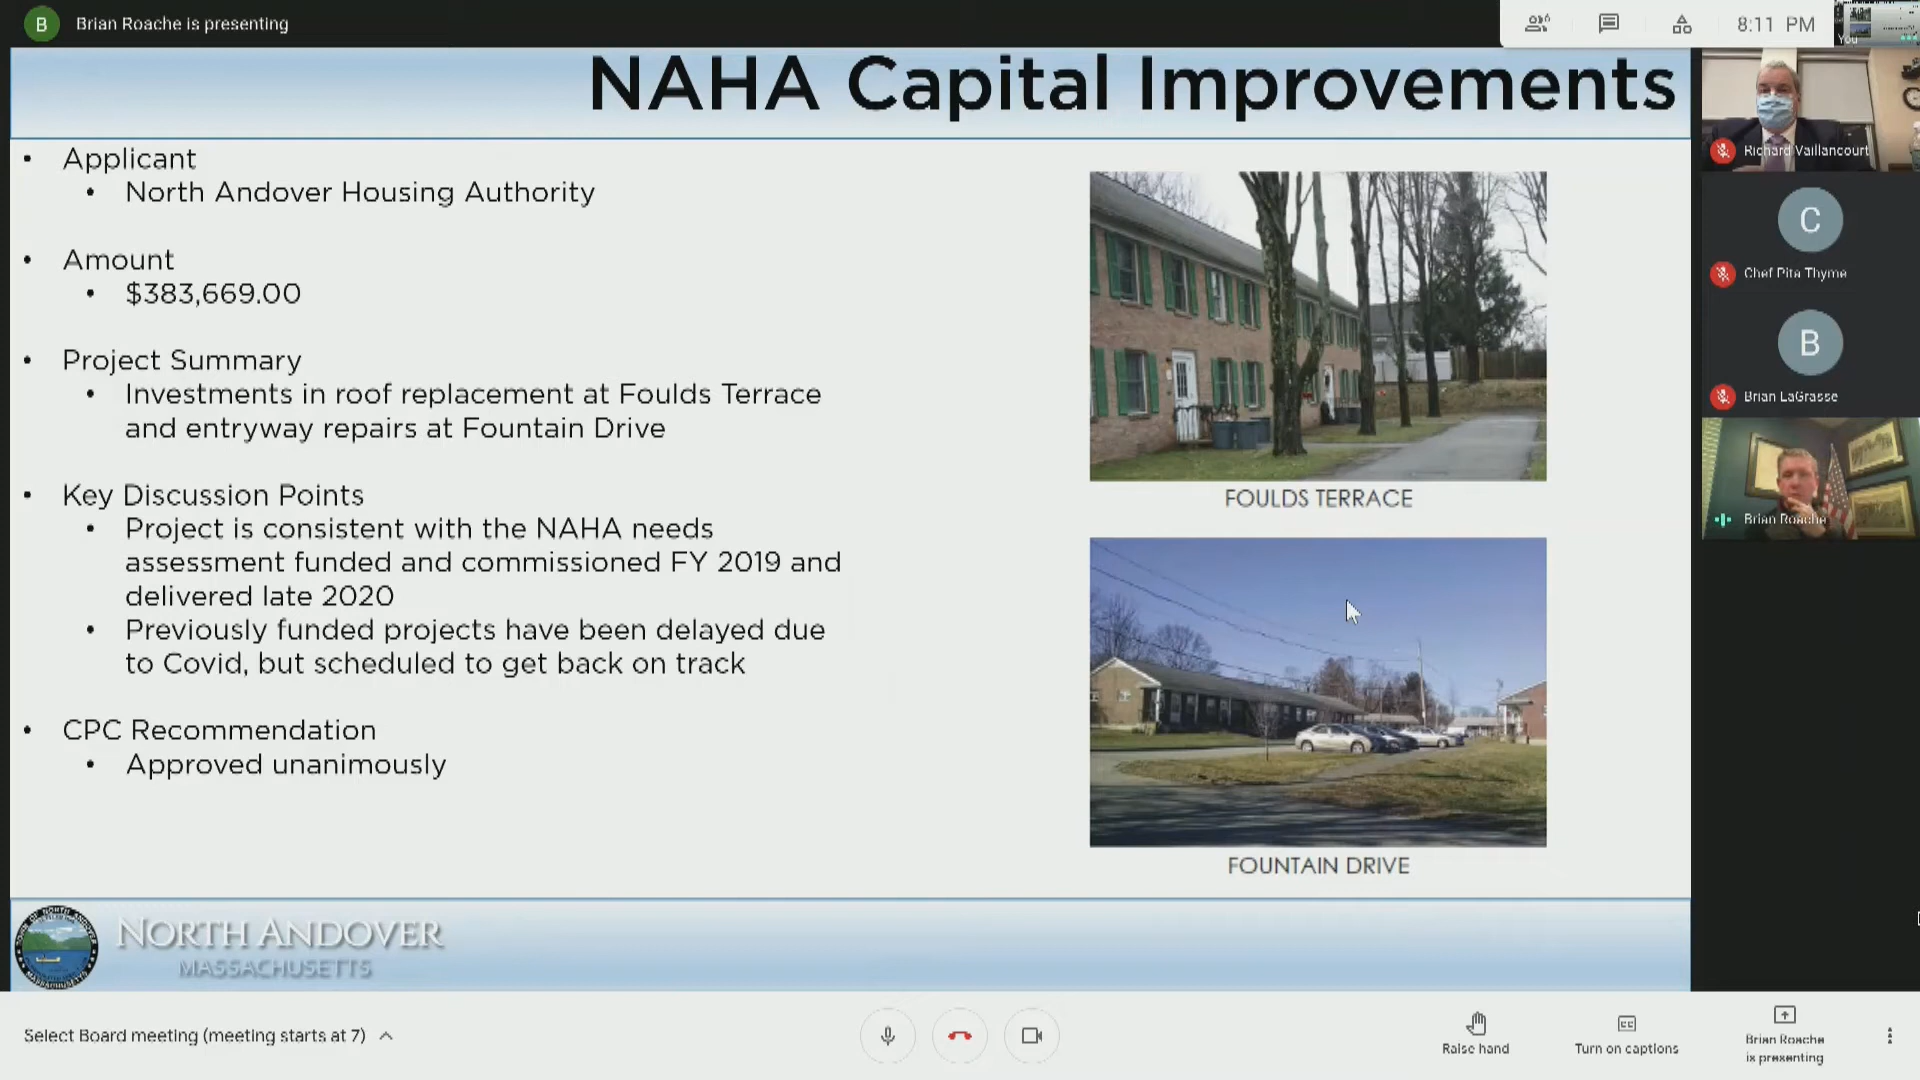 B
Brian Roache is presenting
8:11 PM
You
NAHA Capital Improvements
• Applicant
• North Andover Housing Authority
• Amount
• $383,669.00
• Project Summary
• Investments in roof replacement at Foulds Terrace
and entryway repairs at Fountain Drive
• Key Discussion Points
• Project is consistent with the NAHA needs
assessment funded and commissioned FY 2019 and
delivered late 2020
• Previously funded projects have been delayed due
to Covid, but scheduled to get back on track
• CPC Recommendation
• Approved unanimously
FOULDS TERRACE
FOUNTAIN DRIVE
NORTH ANDOVER
MASSACHUSETTS
Richard Vaillancourt
C
Chef Pita Thyme
B
Brian LaGrasse
Brian Roache
Select Board meeting (meeting starts at 7)
Raise hand
Turn on captions
Brian Roache
is presenting